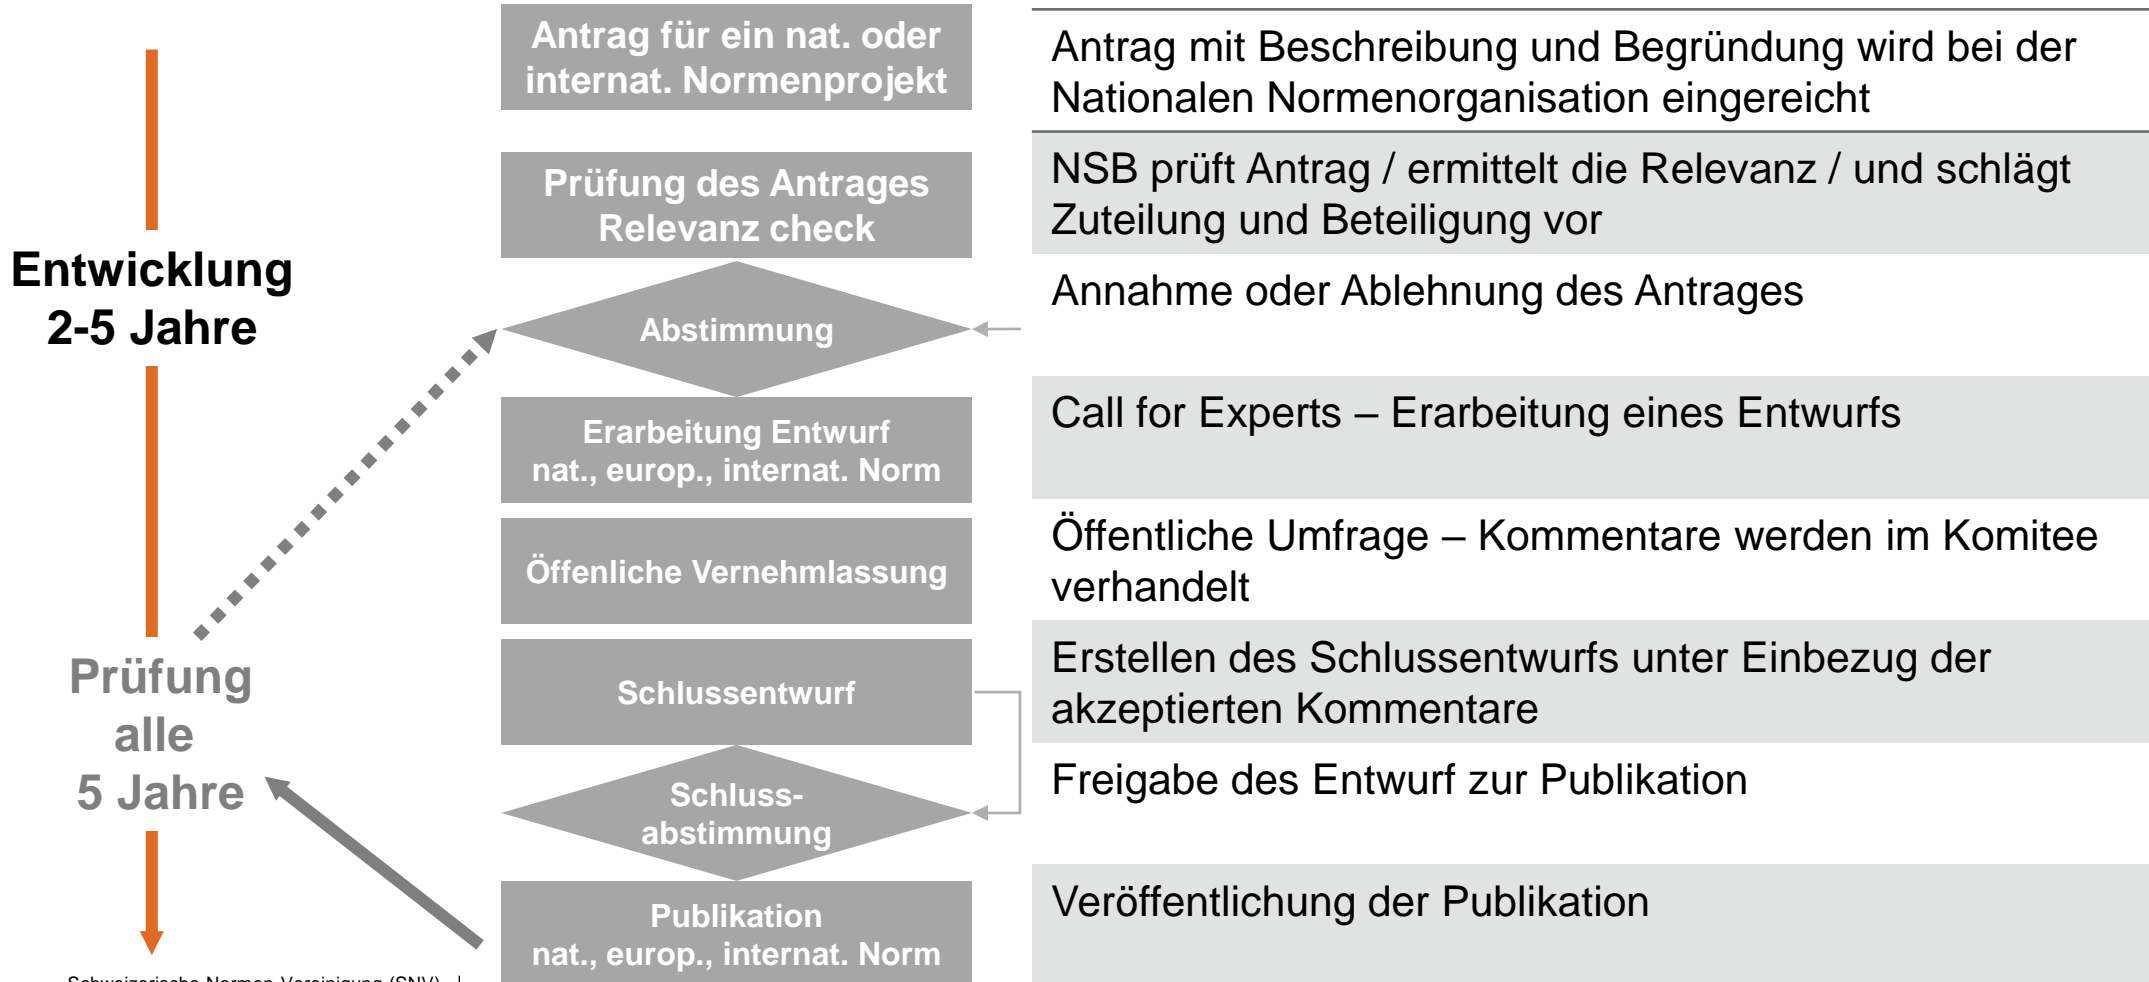 Antrag für ein nat. oder
internat. Normenprojekt
Antrag mit Beschreibung und Begründung wird bei der
Nationalen Normenorganisation eingereicht
Prüfung des Antrages
Relevanz check
NSB prüft Antrag / ermittelt die Relevanz / und schlägt
Zuteilung und Beteiligung vor
Entwicklung
2-5 Jahre
Abstimmung
Annahme oder Ablehnung des Antrages
Erarbeitung Entwurf
nat., europ., internat. Norm
Call for Experts – Erarbeitung eines Entwurfs
Öffenliche Vernehmlassung
Öffentliche Umfrage – Kommentare werden im Komitee
verhandelt
Prüfung
alle
5 Jahre
Schlussentwurf
Erstellen des Schlussentwurfs unter Einbezug der
akzeptierten Kommentare
Schluss-
abstimmung
Freigabe des Entwurf zur Publikation
Publikation
nat., europ., internat. Norm
Veröffentlichung der Publikation
Schweizerische Normen-Vereinigung (SNV) |